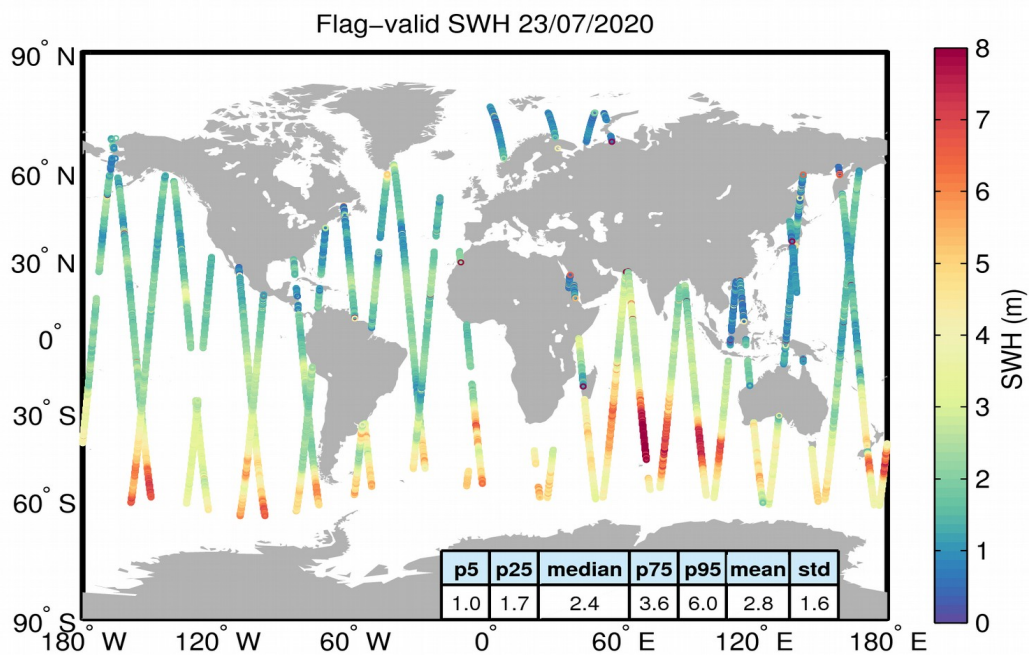 Flag−valid SWH 23/07/2020
90° N
60° N
30° N
0°
30° S
60° S
90° S
180° W
120° W
60° W
0°
60° E
120° E
180° E
p5 p25 median p75 p95 mean std
1.0 1.7 2.4 3.6 6.0 2.8 1.6
8
7
6
5
4
3
2
1
0
SWH (m)